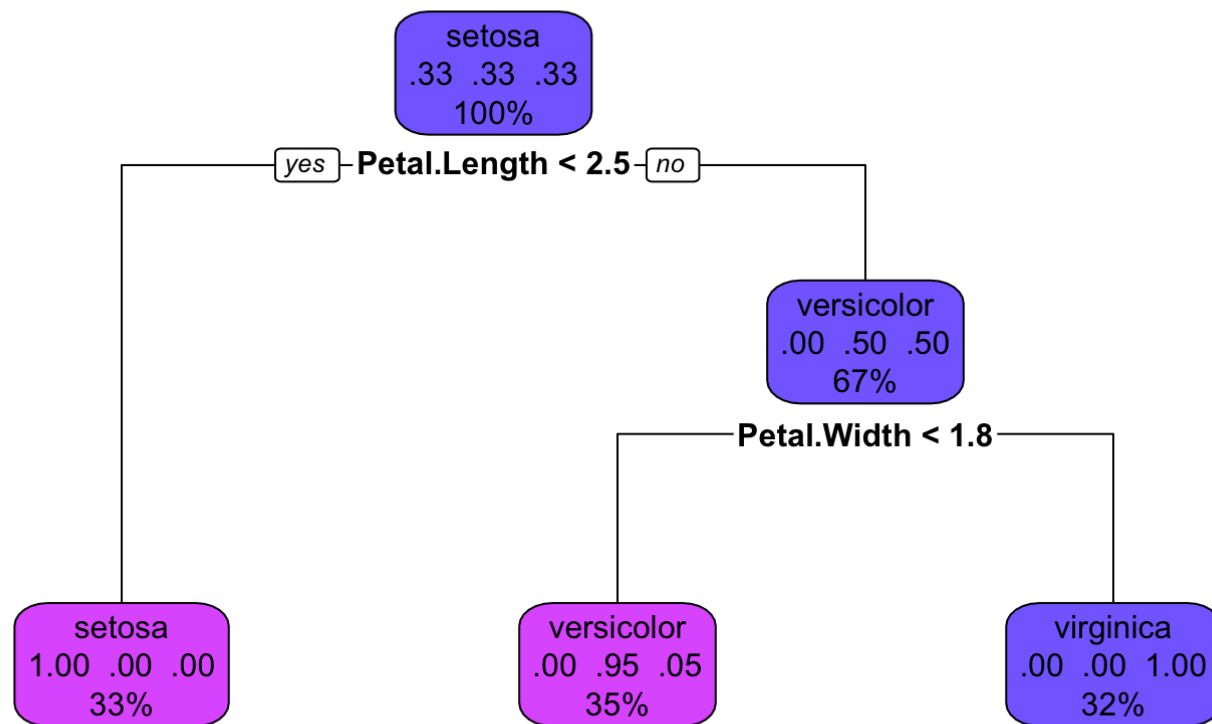 setosa
.33 .33 .33
100%
yes Petal.Length < 2.5 no
versicolor
.00 .50 .50
67%
Petal.Width < 1.8
setosa
1.00 .00 .00
33%
versicolor
.00 .95 .05
35%
virginica
.00 .00 1.00
32%